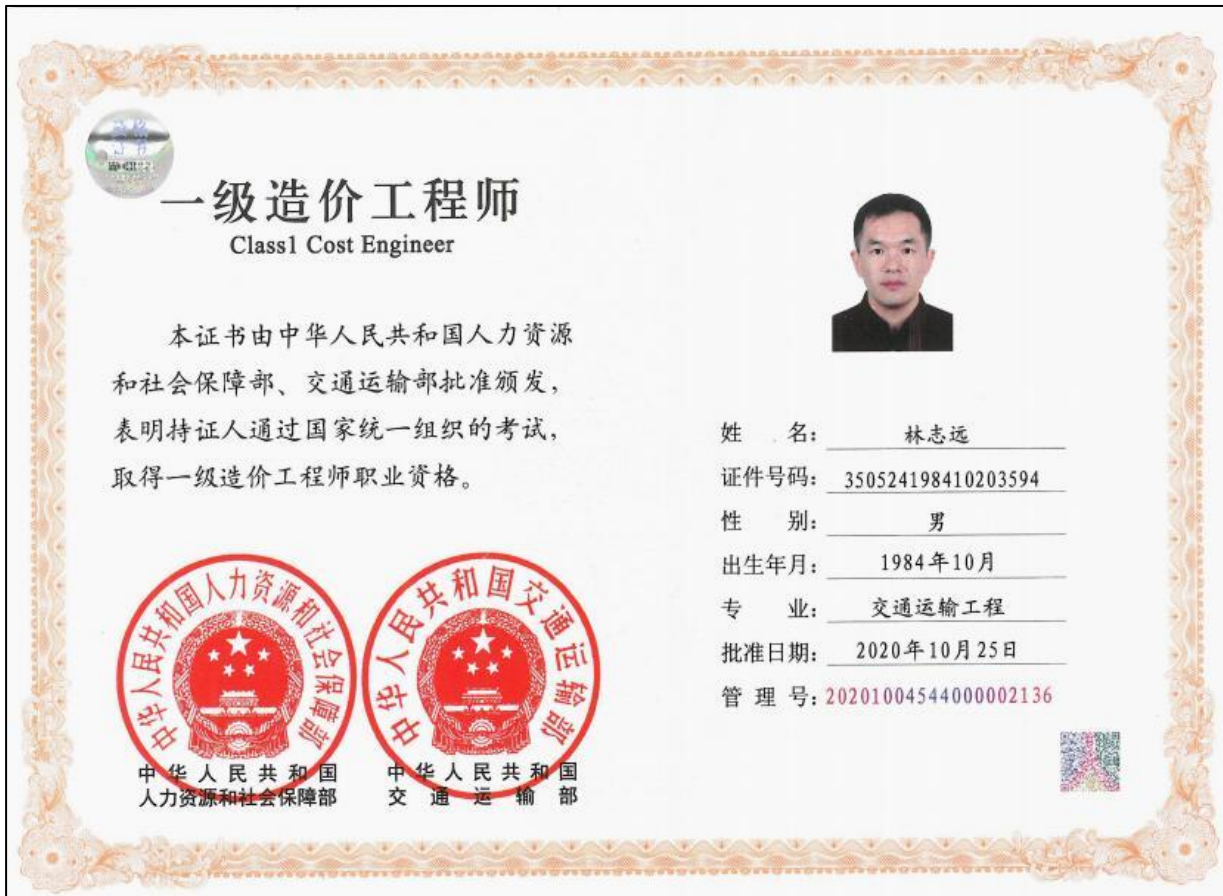 一级造价工程师
Class1 Cost Engineer
本证书由中华人民共和国人力资源
和社会保障部、交通运输部批准颁发，
表明持证人通过国家统一组织的考试，
取得一级造价工程师职业资格。
中华人民共和国人力资源和社会保障部
中华人民共和国
人力资源和社会保障部
中华人民共和国交通运输部
中华人民共和国
交通运输部
姓 名： 林志远
证件号码： 350524198410203594
性 别： 男
出生年月： 1984年10月
专 业： 交通运输工程
批准日期： 2020年10月25日
管 理 号：20201004544000002136